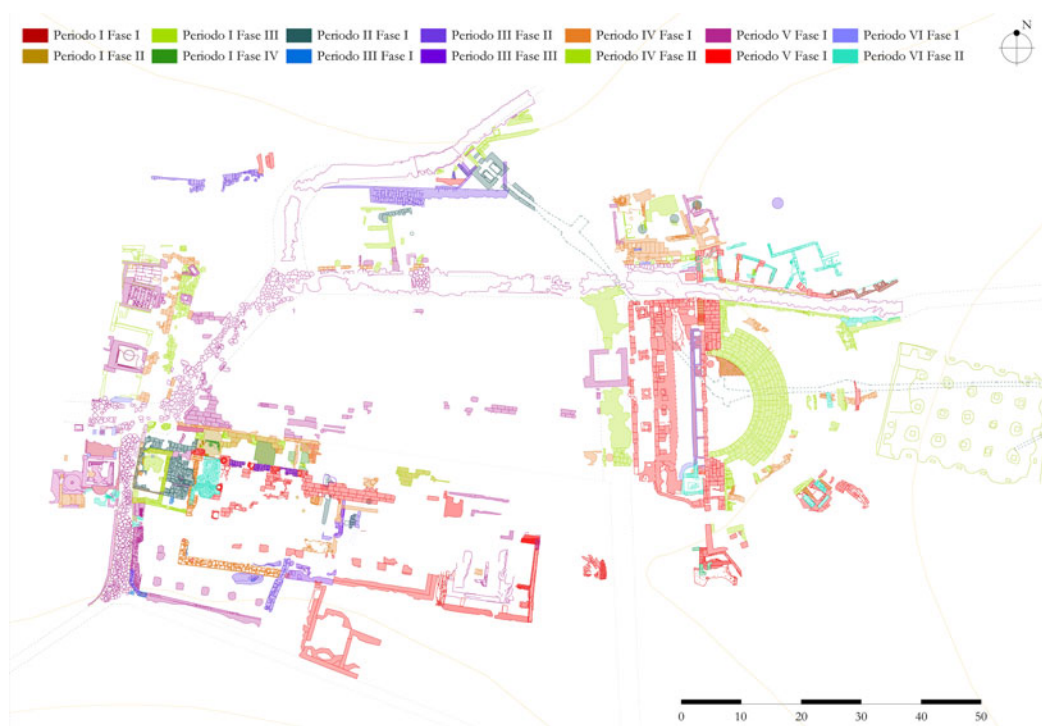 N
Periodo I Fase I Periodo I Fase III Periodo II Fase I Periodo III Fase II Periodo IV Fase I Periodo V Fase I Periodo VI Fase I
Periodo I Fase II Periodo I Fase IV Periodo III Fase I Periodo III Fase III Periodo IV Fase II Periodo V Fase I Periodo VI Fase II
0 10 20 30 40 50